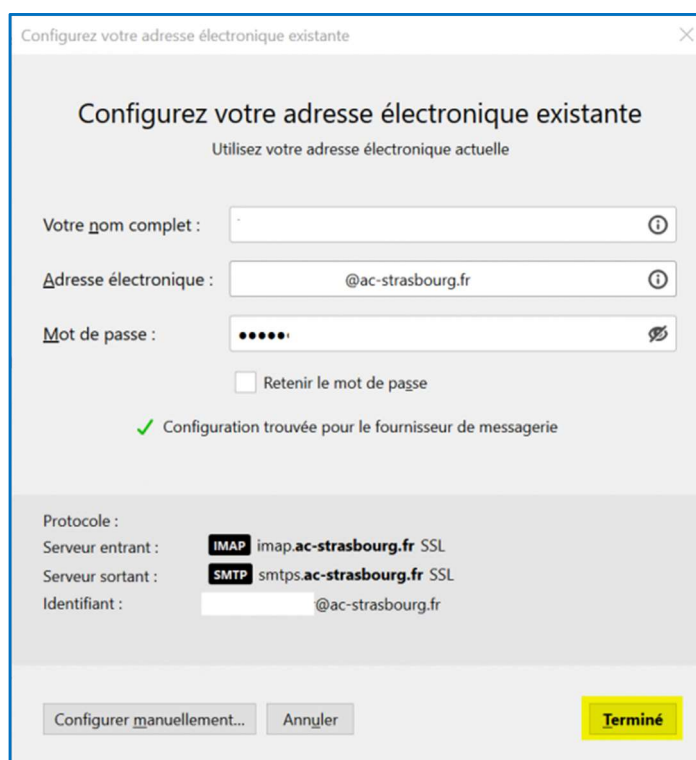 Configurez votre adresse électronique existante
Configurez votre adresse électronique existante
Utilisez votre adresse électronique actuelle
Votre nom complet :
Adresse électronique : @ac-strasbourg.fr
Mot de passe : •••••
Retenir le mot de passe
Configuration trouvée pour le fournisseur de messagerie
Protocole :
Serveur entrant : IMAP imap.ac-strasbourg.fr SSL
Serveur sortant : SMTP smtps.ac-strasbourg.fr SSL
Identifiant : @ac-strasbourg.fr
Configurer manuellement... Annuler Terminé